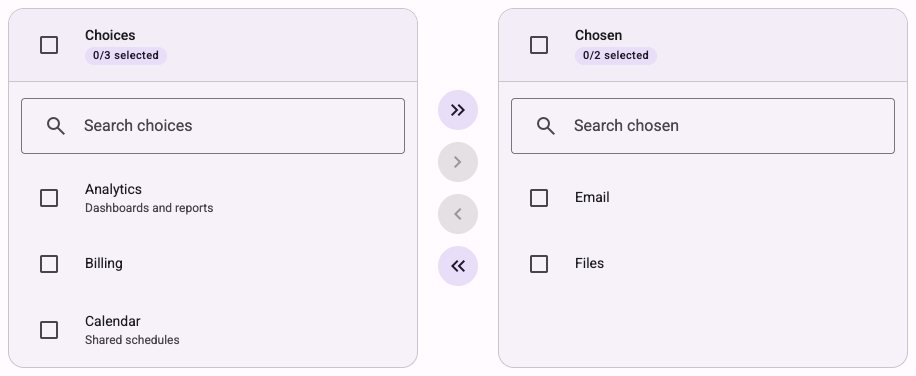 Choices
0/3 selected
Search choices
Analytics
Dashboards and reports
Billing
Calendar
Shared schedules
Chosen
0/2 selected
Search chosen
Email
Files